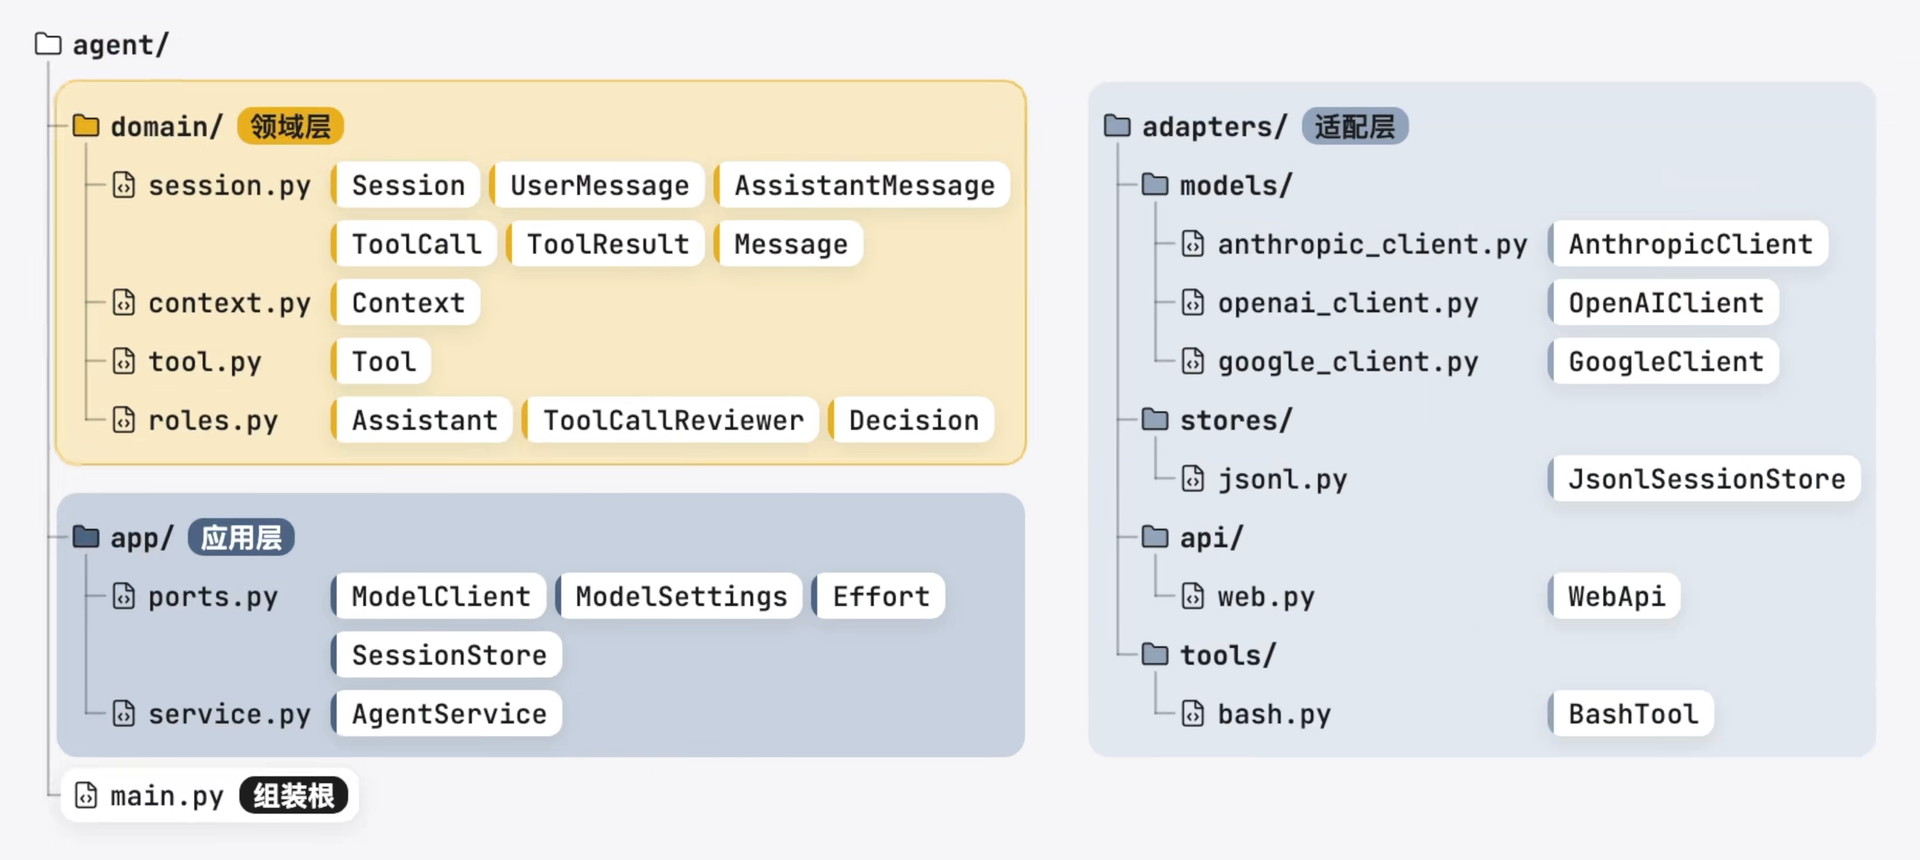 agent/
domain/ 领域层
session.py Session UserMessage AssistantMessage
ToolCall ToolResult Message
context.py Context
tool.py Tool
roles.py Assistant ToolCallReviewer Decision
app/ 应用层
ports.py ModelClient ModelSettings Effort
SessionStore
service.py AgentService
main.py 组装根
adapters/ 适配层
models/
anthropic_client.py AnthropicClient
openai_client.py OpenAIClient
google_client.py GoogleClient
stores/
jsonl.py JsonlSessionStore
api/
web.py WebApi
tools/
bash.py BashTool